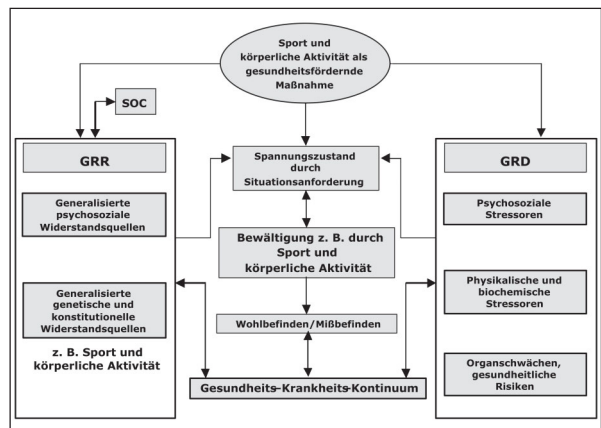 Sport und
körperliche Aktivität als
gesundheitsfördernde
Maßnahme
SOC
GRR
Generalisierte
psychosoziale
Widerstandsquellen
Generalisierte
genetische und
konstitutionelle
Widerstandsquellen
z. B. Sport und
körperliche Aktivität
Spannungszustand
durch
Situationsanforderung
Bewältigung z. B. durch
Sport und
körperliche Aktivität
Wohlbefinden/Mißbefinden
Gesundheits-Krankheits-Kontinuum
GRD
Psychosoziale
Stressoren
Physikalische und
biochemische
Stressoren
Organschwächen,
gesundheitliche
Risiken